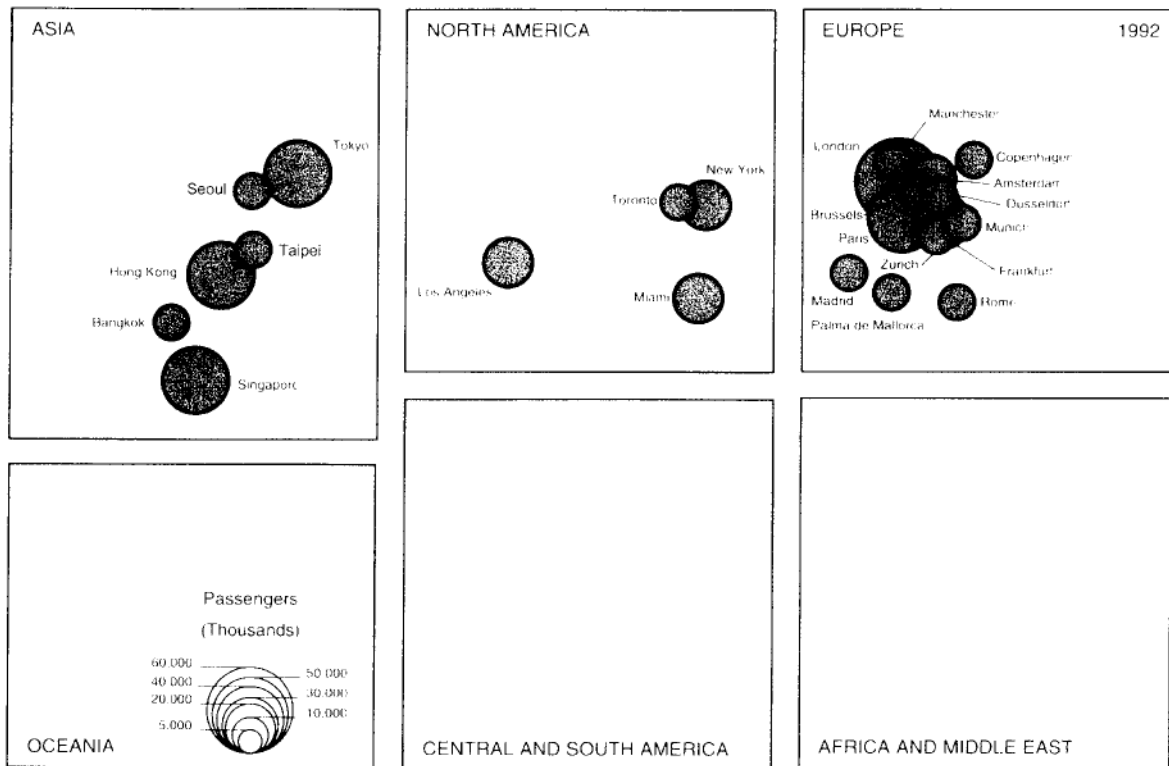 ASIA
Tokyo
Seoul
Taipei
Hong Kong
Bangkok
Singapore
NORTH AMERICA
New York
Toronto
Los Angeles
Miami
EUROPE 1992
Manchester
London
Copenhagen
Amsterdam
Dusseldorf
Brussels
Munich
Paris
Zurich
Frankfurt
Madrid
Rome
Palma de Mallorca
Passengers
(Thousands)
60.000
50.000
40.000
30.000
20.000
10.000
5.000
OCEANIA
CENTRAL AND SOUTH AMERICA
AFRICA AND MIDDLE EAST